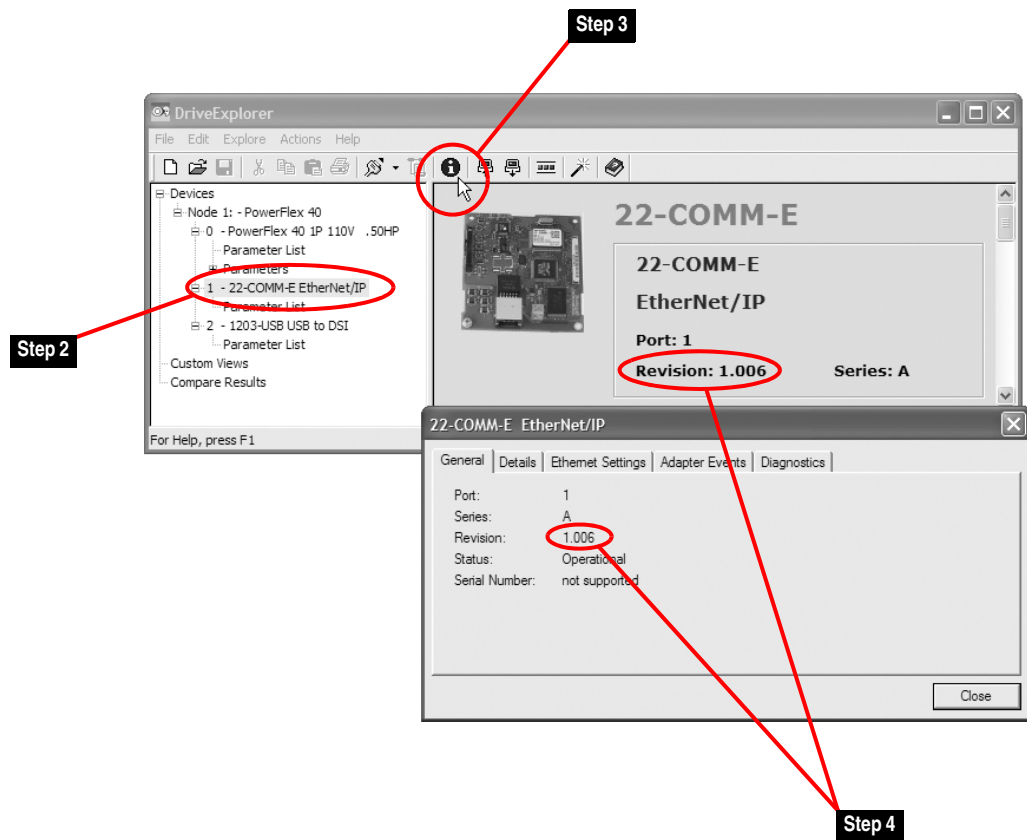 Step 3
DriveExplorer
File Edit Explore Actions Help
Devices
Node 1: - PowerFlex 40
0 - PowerFlex 40 1P 110V .50HP
Parameter List
Parameters
1 - 22-COMM-E EtherNet/IP
Parameter List
2 - 1203-USB USB to DSI
Parameter List
Custom Views
Compare Results
For Help, press F1
Step 2
22-COMM-E
22-COMM-E
EtherNet/IP
Port: 1
Revision: 1.006 Series: A
22-COMM-E EtherNet/IP
General Details Ethernet Settings Adapter Events Diagnostics
Port: 1
Series: A
Revision: 1.006
Status: Operational
Serial Number: not supported
Close
Step 4